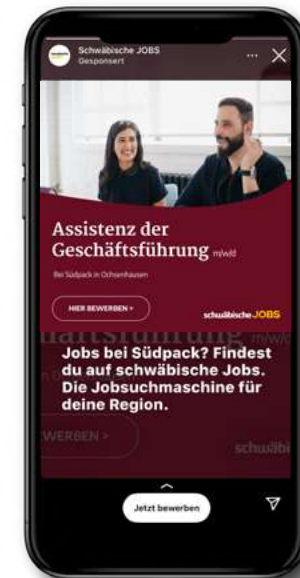 Schwäbische JOBS
Gesponsert
Assistenz der
Geschäftsführung m/w/d
Bei Südpack in Ochsenhausen
HIER BEWERBEN >
schwäbische JOBS
Jobs bei Südpack? Findest
du auf schwäbische Jobs.
Die Jobsuchmaschine für
deine Region.
Jetzt bewerben